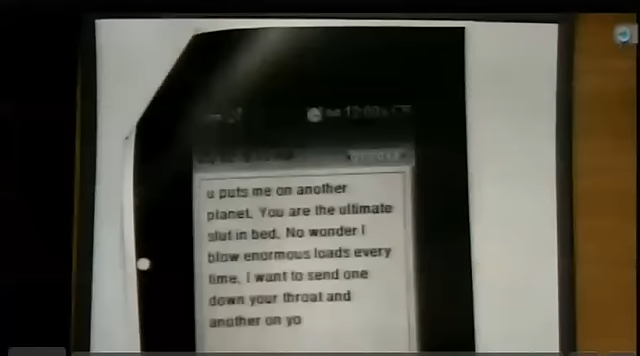 u puts me on another
planet. You are the ultimate
slut in bed. No wonder I
blow enormous loads every
time. I want to send one
down your throat and
another on yo